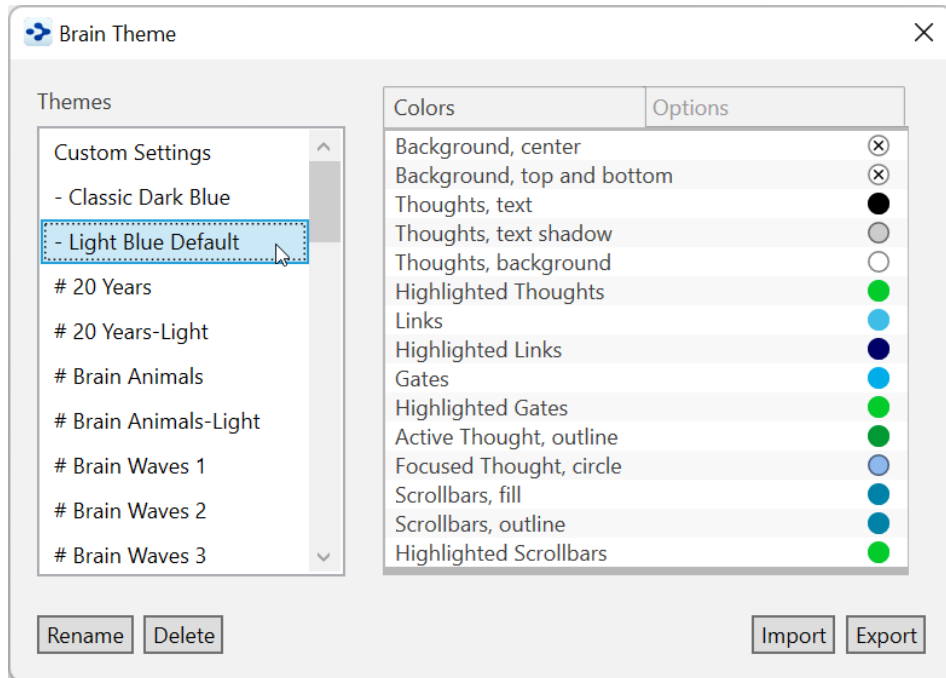 Brain Theme
Themes
Custom Settings
- Classic Dark Blue
- Light Blue Default
# 20 Years
# 20 Years-Light
# Brain Animals
# Brain Animals-Light
# Brain Waves 1
# Brain Waves 2
# Brain Waves 3
Colors
Options
Background, center
Background, top and bottom
Thoughts, text
Thoughts, text shadow
Thoughts, background
Highlighted Thoughts
Links
Highlighted Links
Gates
Highlighted Gates
Active Thought, outline
Focused Thought, circle
Scrollbars, fill
Scrollbars, outline
Highlighted Scrollbars
Rename
Delete
Import
Export